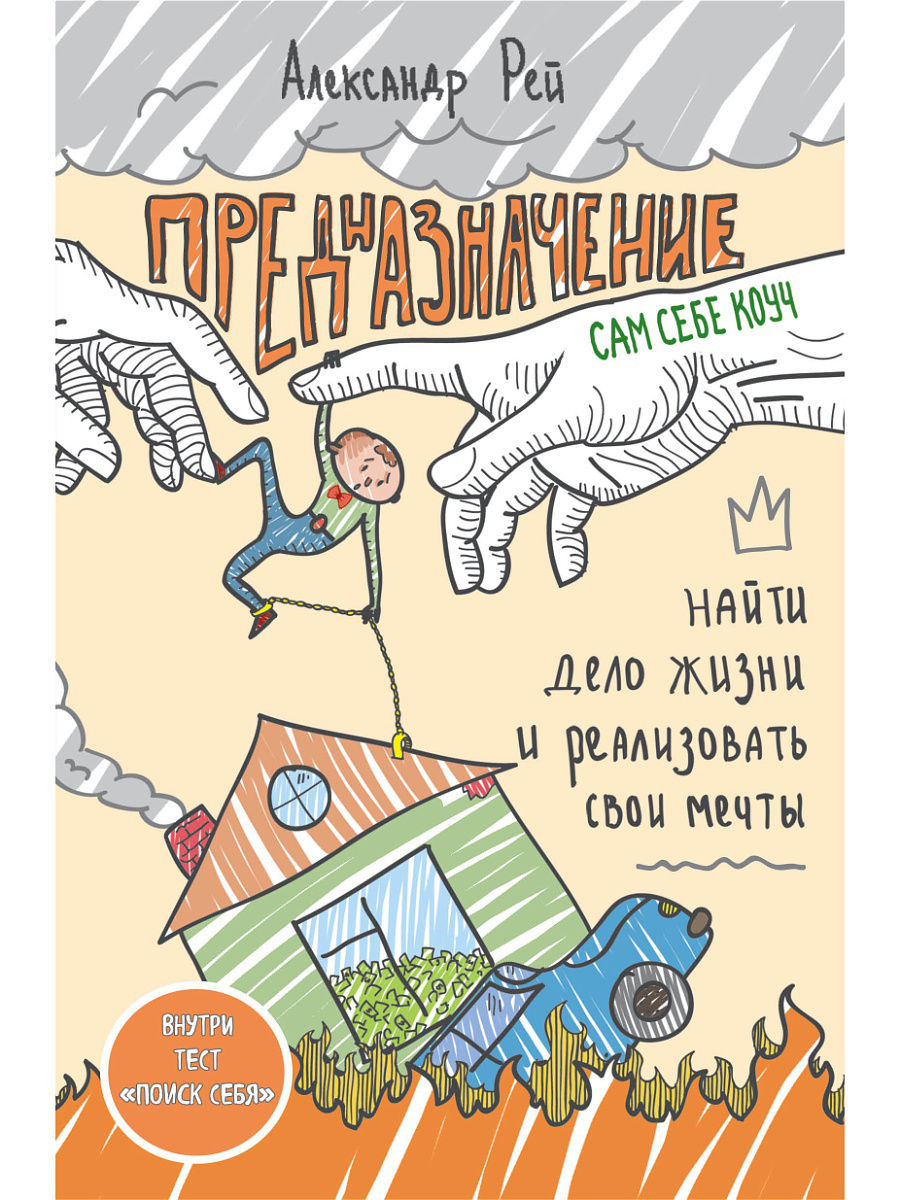 Александр Рей
ПРЕДНАЗНАЧЕНИЕ
САМ СЕБЕ КОУЧ
НАЙТИ
ДЕЛО ЖИЗНИ
И РЕАЛИЗОВАТЬ
СВОИ МЕЧТЫ
ВНУТРИ
ТЕСТ
«ПОИСК СЕБЯ»